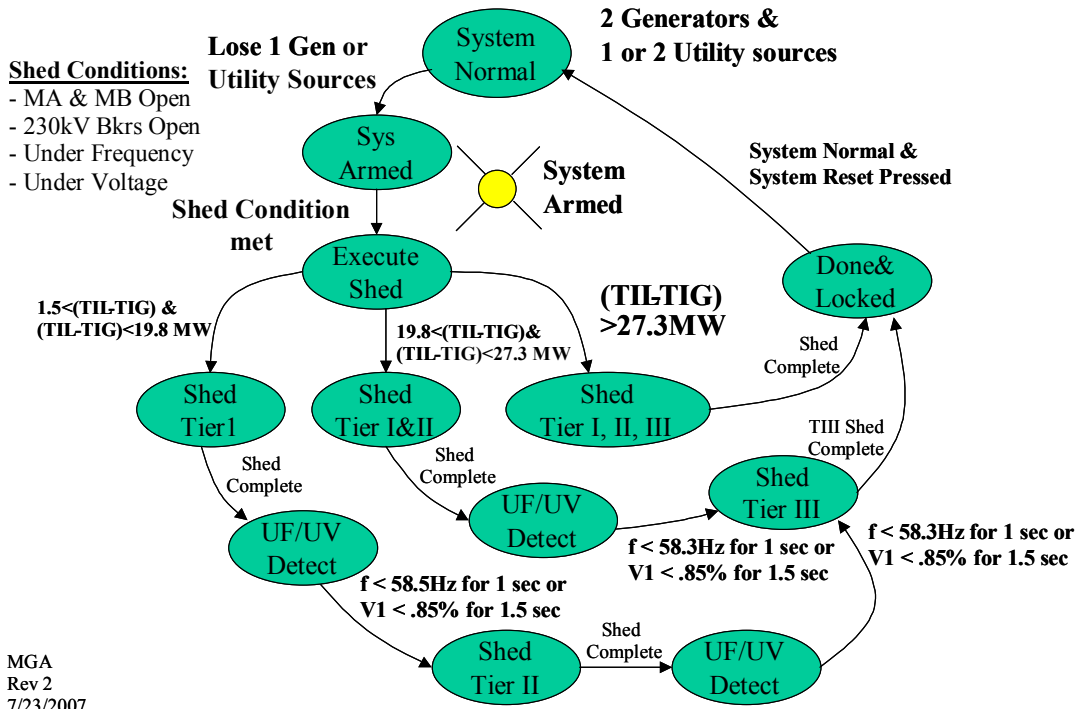 System
Normal
2 Generators &
1 or 2 Utility sources
Lose 1 Gen or
Utility Sources
Shed Conditions:
- MA & MB Open
- 230kV Bkrs Open
- Under Frequency
- Under Voltage
Sys
Armed
System
Armed
System Normal &
System Reset Pressed
Shed Condition
met
Execute
Shed
Done&
Locked
1.5<(TIL-TIG) &
(TIL-TIG)<19.8 MW
19.8<(TIL-TIG)&
(TIL-TIG)<27.3 MW
(TIL-TIG)
>27.3MW
Shed
Complete
Shed
Tier1
Shed
Tier I&II
Shed
Tier I, II, III
TIII Shed
Complete
Shed
Complete
Shed
Complete
Shed
Tier III
UF/UV
Detect
UF/UV
Detect
f < 58.3Hz for 1 sec or
V1 < .85% for 1.5 sec
f < 58.3Hz for 1 sec or
V1 < .85% for 1.5 sec
f < 58.5Hz for 1 sec or
V1 < .85% for 1.5 sec
Shed
Tier II
Shed
Complete
UF/UV
Detect
MGA
Rev 2
7/23/2007